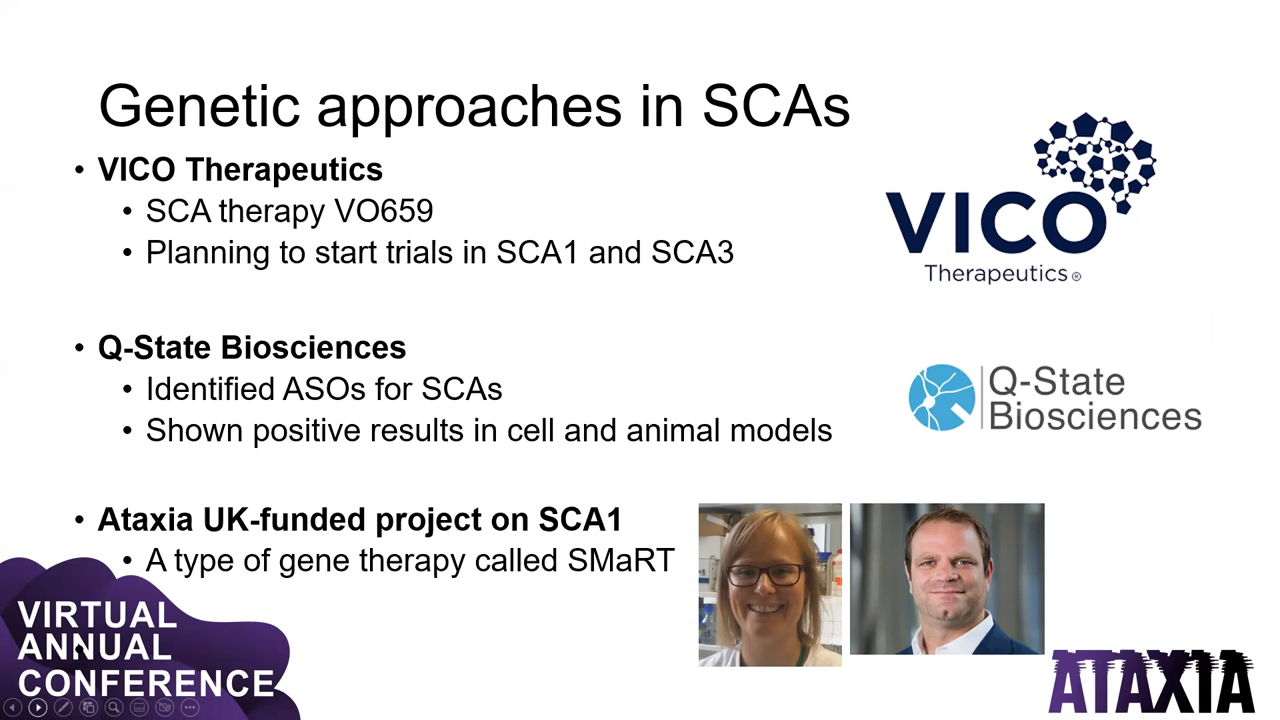 Genetic approaches in SCAs
• VICO Therapeutics
• SCA therapy VO659
• Planning to start trials in SCA1 and SCA3
VICO
Therapeutics®
• Q-State Biosciences
• Identified ASOs for SCAs
• Shown positive results in cell and animal models
Q-State
Biosciences
• Ataxia UK-funded project on SCA1
• A type of gene therapy called SMaRT
VIRTUAL
ANNUAL
CONFERENCE
ATAXIA